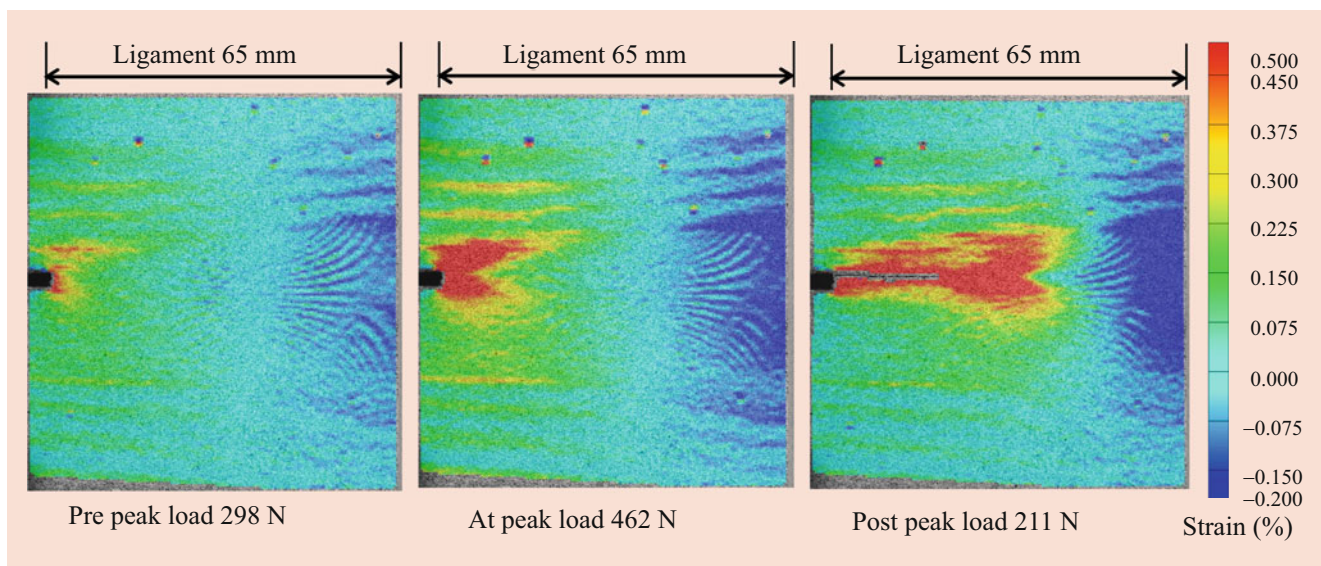 Ligament 65 mm
Ligament 65 mm
Ligament 65 mm
0.500
0.450
0.375
0.300
0.225
0.150
0.075
0.000
–0.075
–0.150
–0.200
Strain (%)
Pre peak load 298 N
At peak load 462 N
Post peak load 211 N